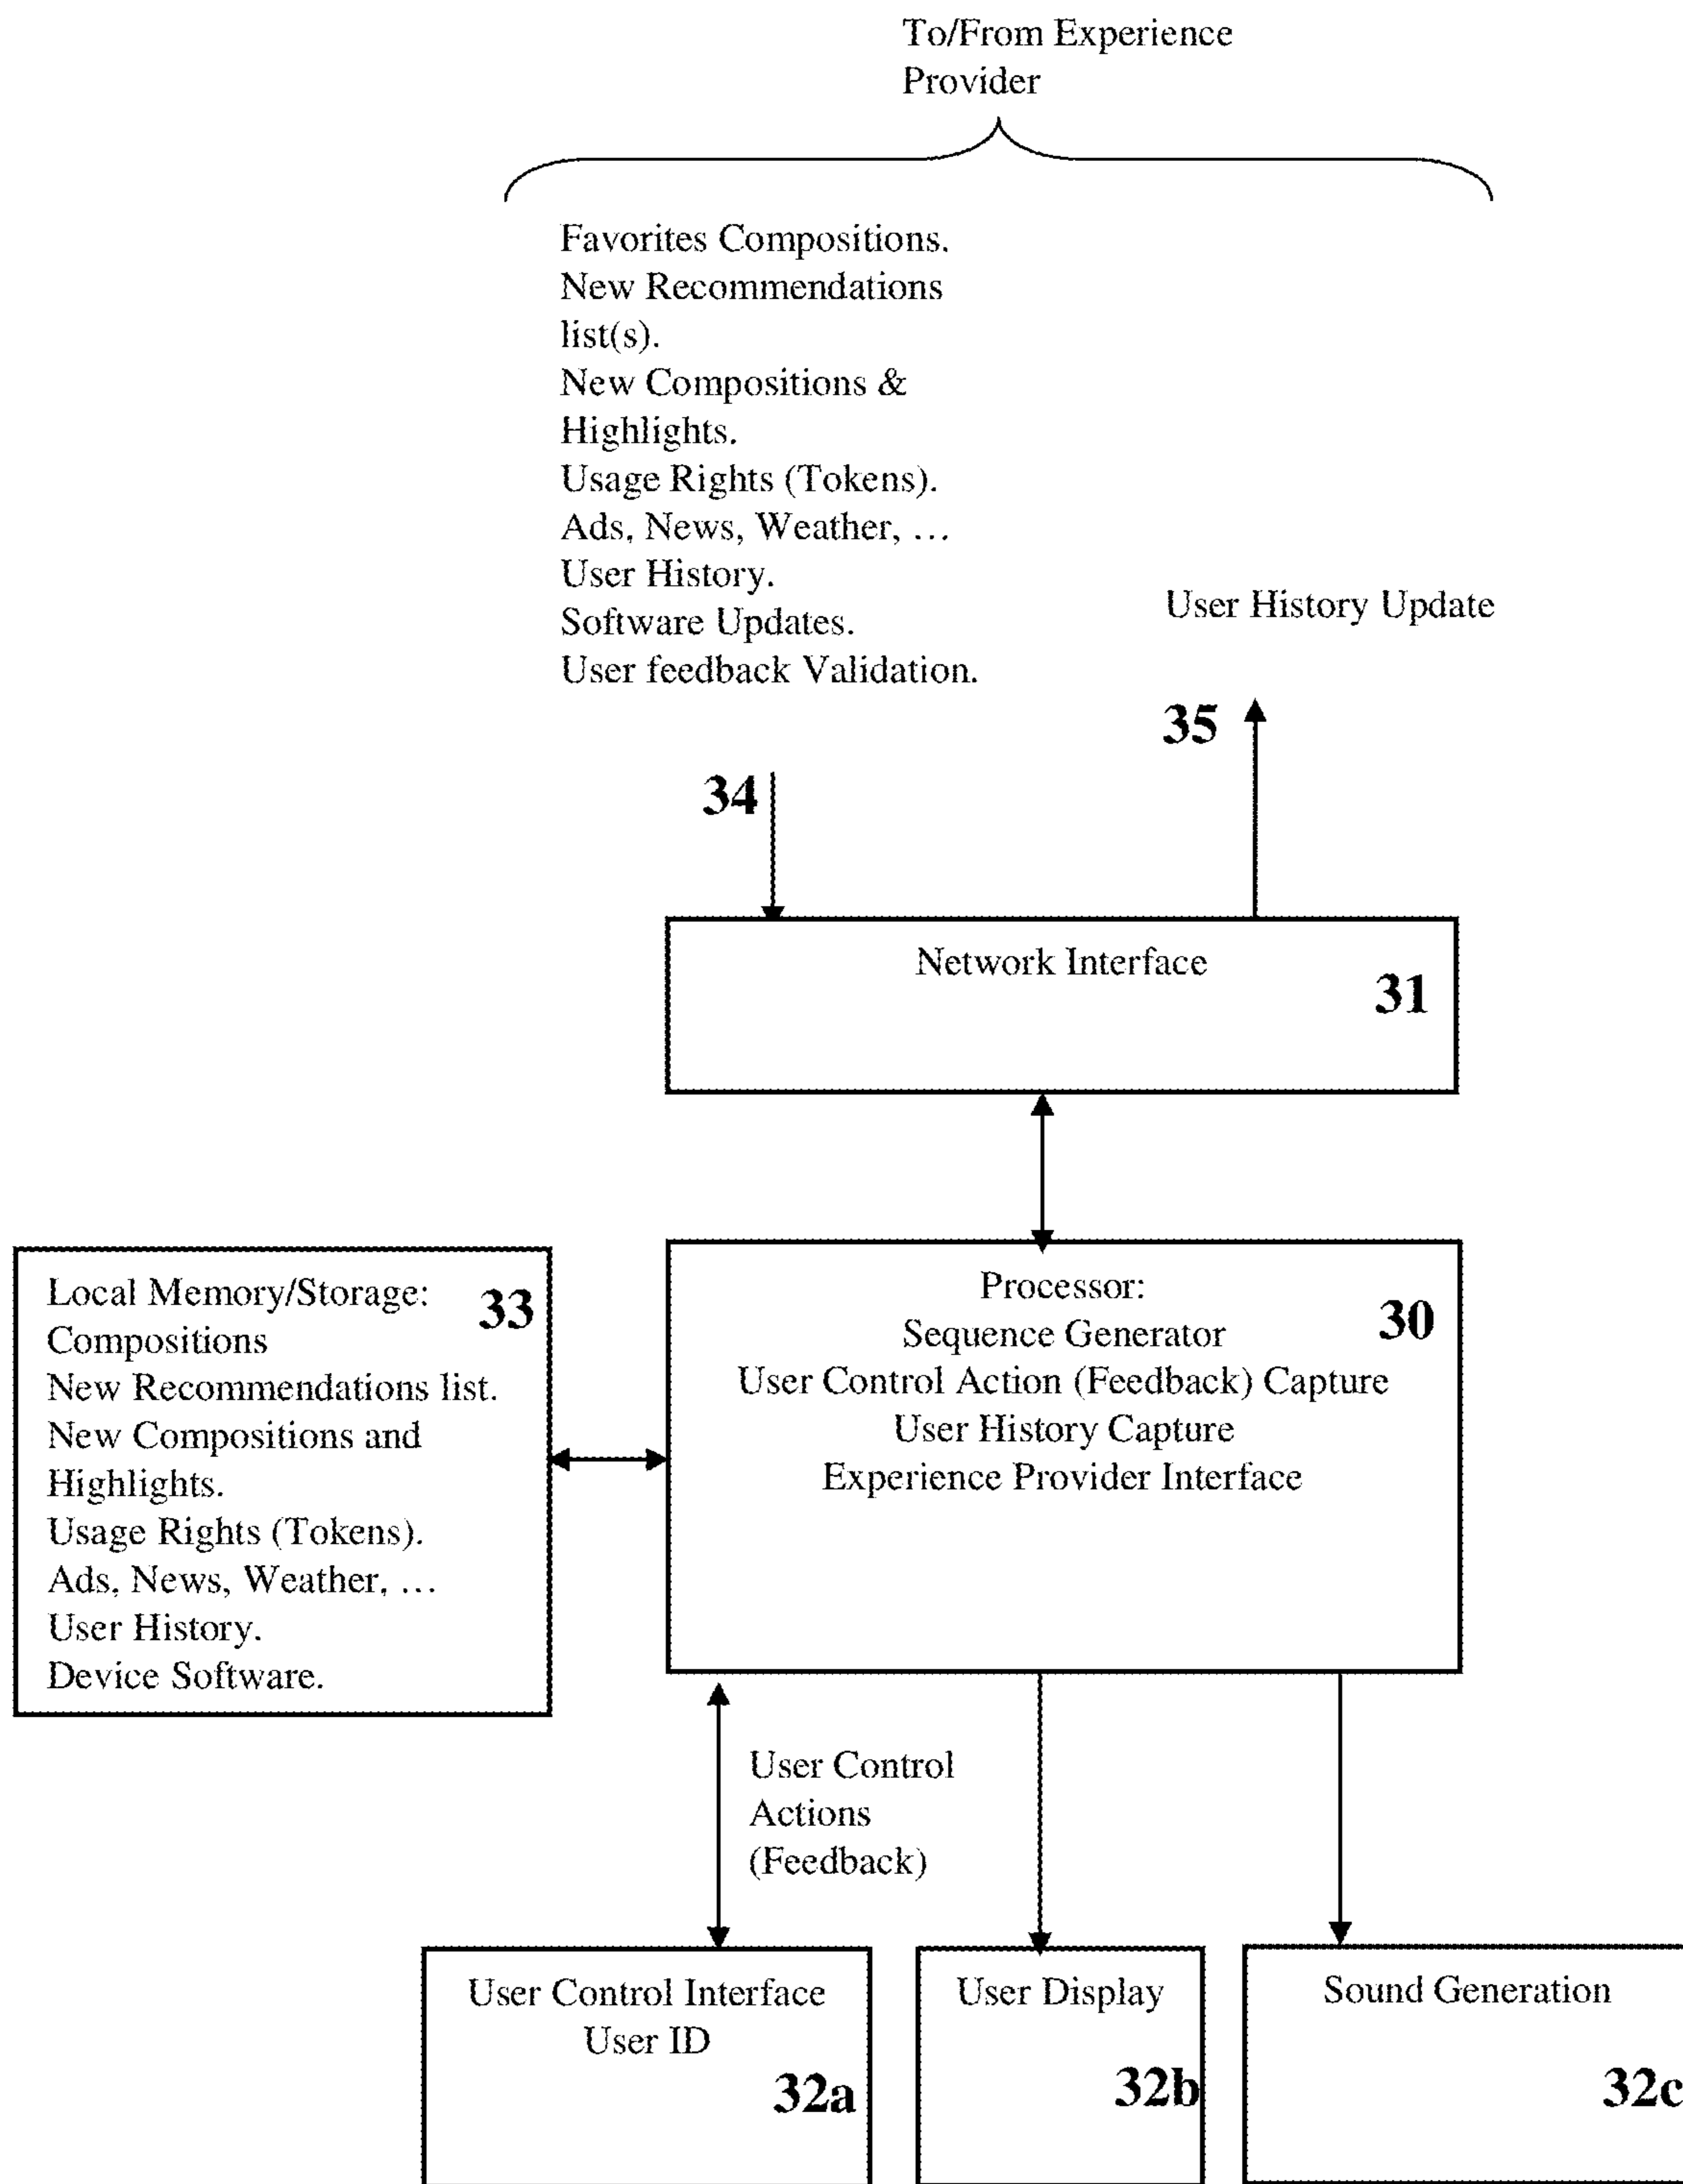 To/From Experience
Provider
Favorites Compositions.
New Recommendations
list(s).
New Compositions &
Highlights.
Usage Rights (Tokens).
Ads, News, Weather, …
User History.
Software Updates.
User feedback Validation.
User History Update
35
34
Network Interface
31
Local Memory/Storage:
33
Compositions
New Recommendations list.
New Compositions and
Highlights.
Usage Rights (Tokens).
Ads, News, Weather, …
User History.
Device Software.
Processor:
30
Sequence Generator
User Control Action (Feedback) Capture
User History Capture
Experience Provider Interface
User Control
Actions
(Feedback)
User Control Interface
User ID
32a
User Display
32b
Sound Generation
32c